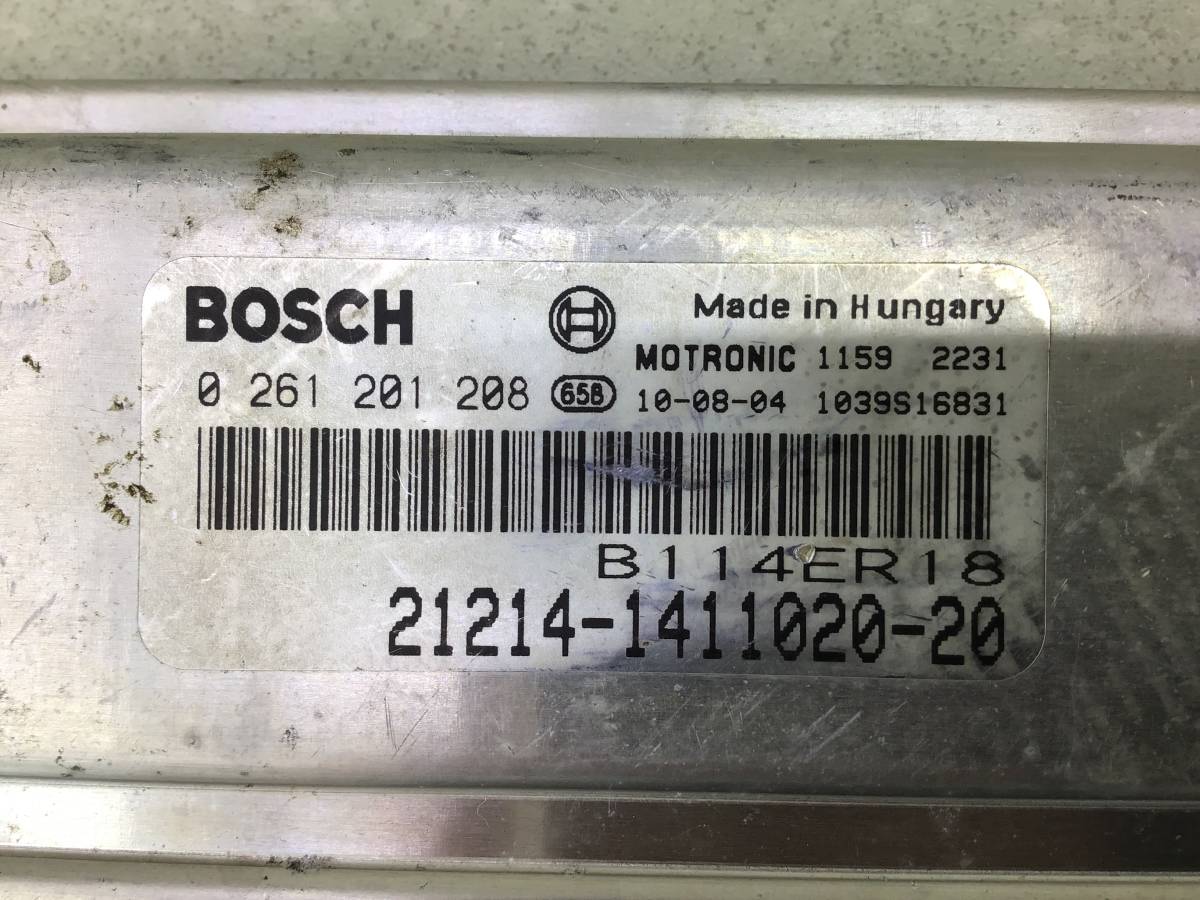 BOSCH
Made in Hungary
MOTRONIC 1159 2231
0 261 201 208 65B 10-08-04 1039S16831
B114ER18
21214-1411020-20